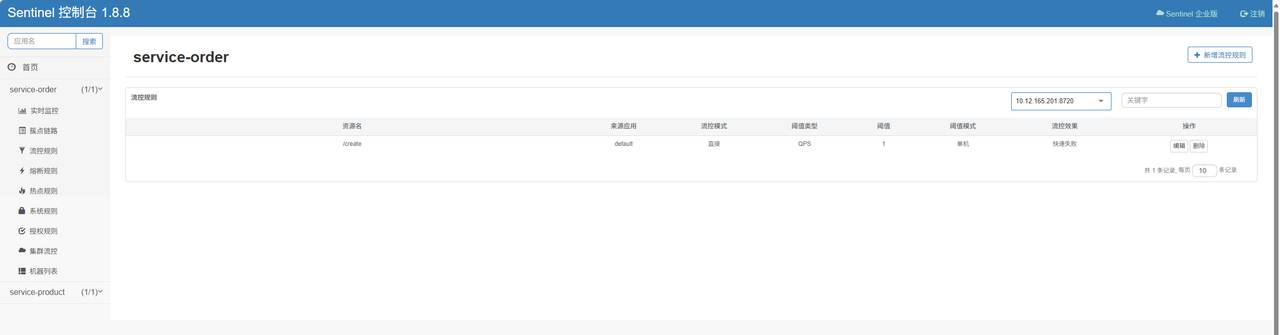 Sentinel 控制台 1.8.8
Sentinel 企业版
注销
应用名
搜索
首页
service-order (1/1)
实时监控
簇点链路
流控规则
熔断规则
热点规则
系统规则
授权规则
集群流控
机器列表
service-product (1/1)
service-order
新增流控规则
流控规则
10.12.165.201:8720
关键字
刷新
资源名 来源应用 流控模式 阈值类型 阈值 阈值模式 流控效果 操作
/create default 直接 QPS 1 单机 快速失败 编辑 删除
共 1 条记录, 每页 10 条记录